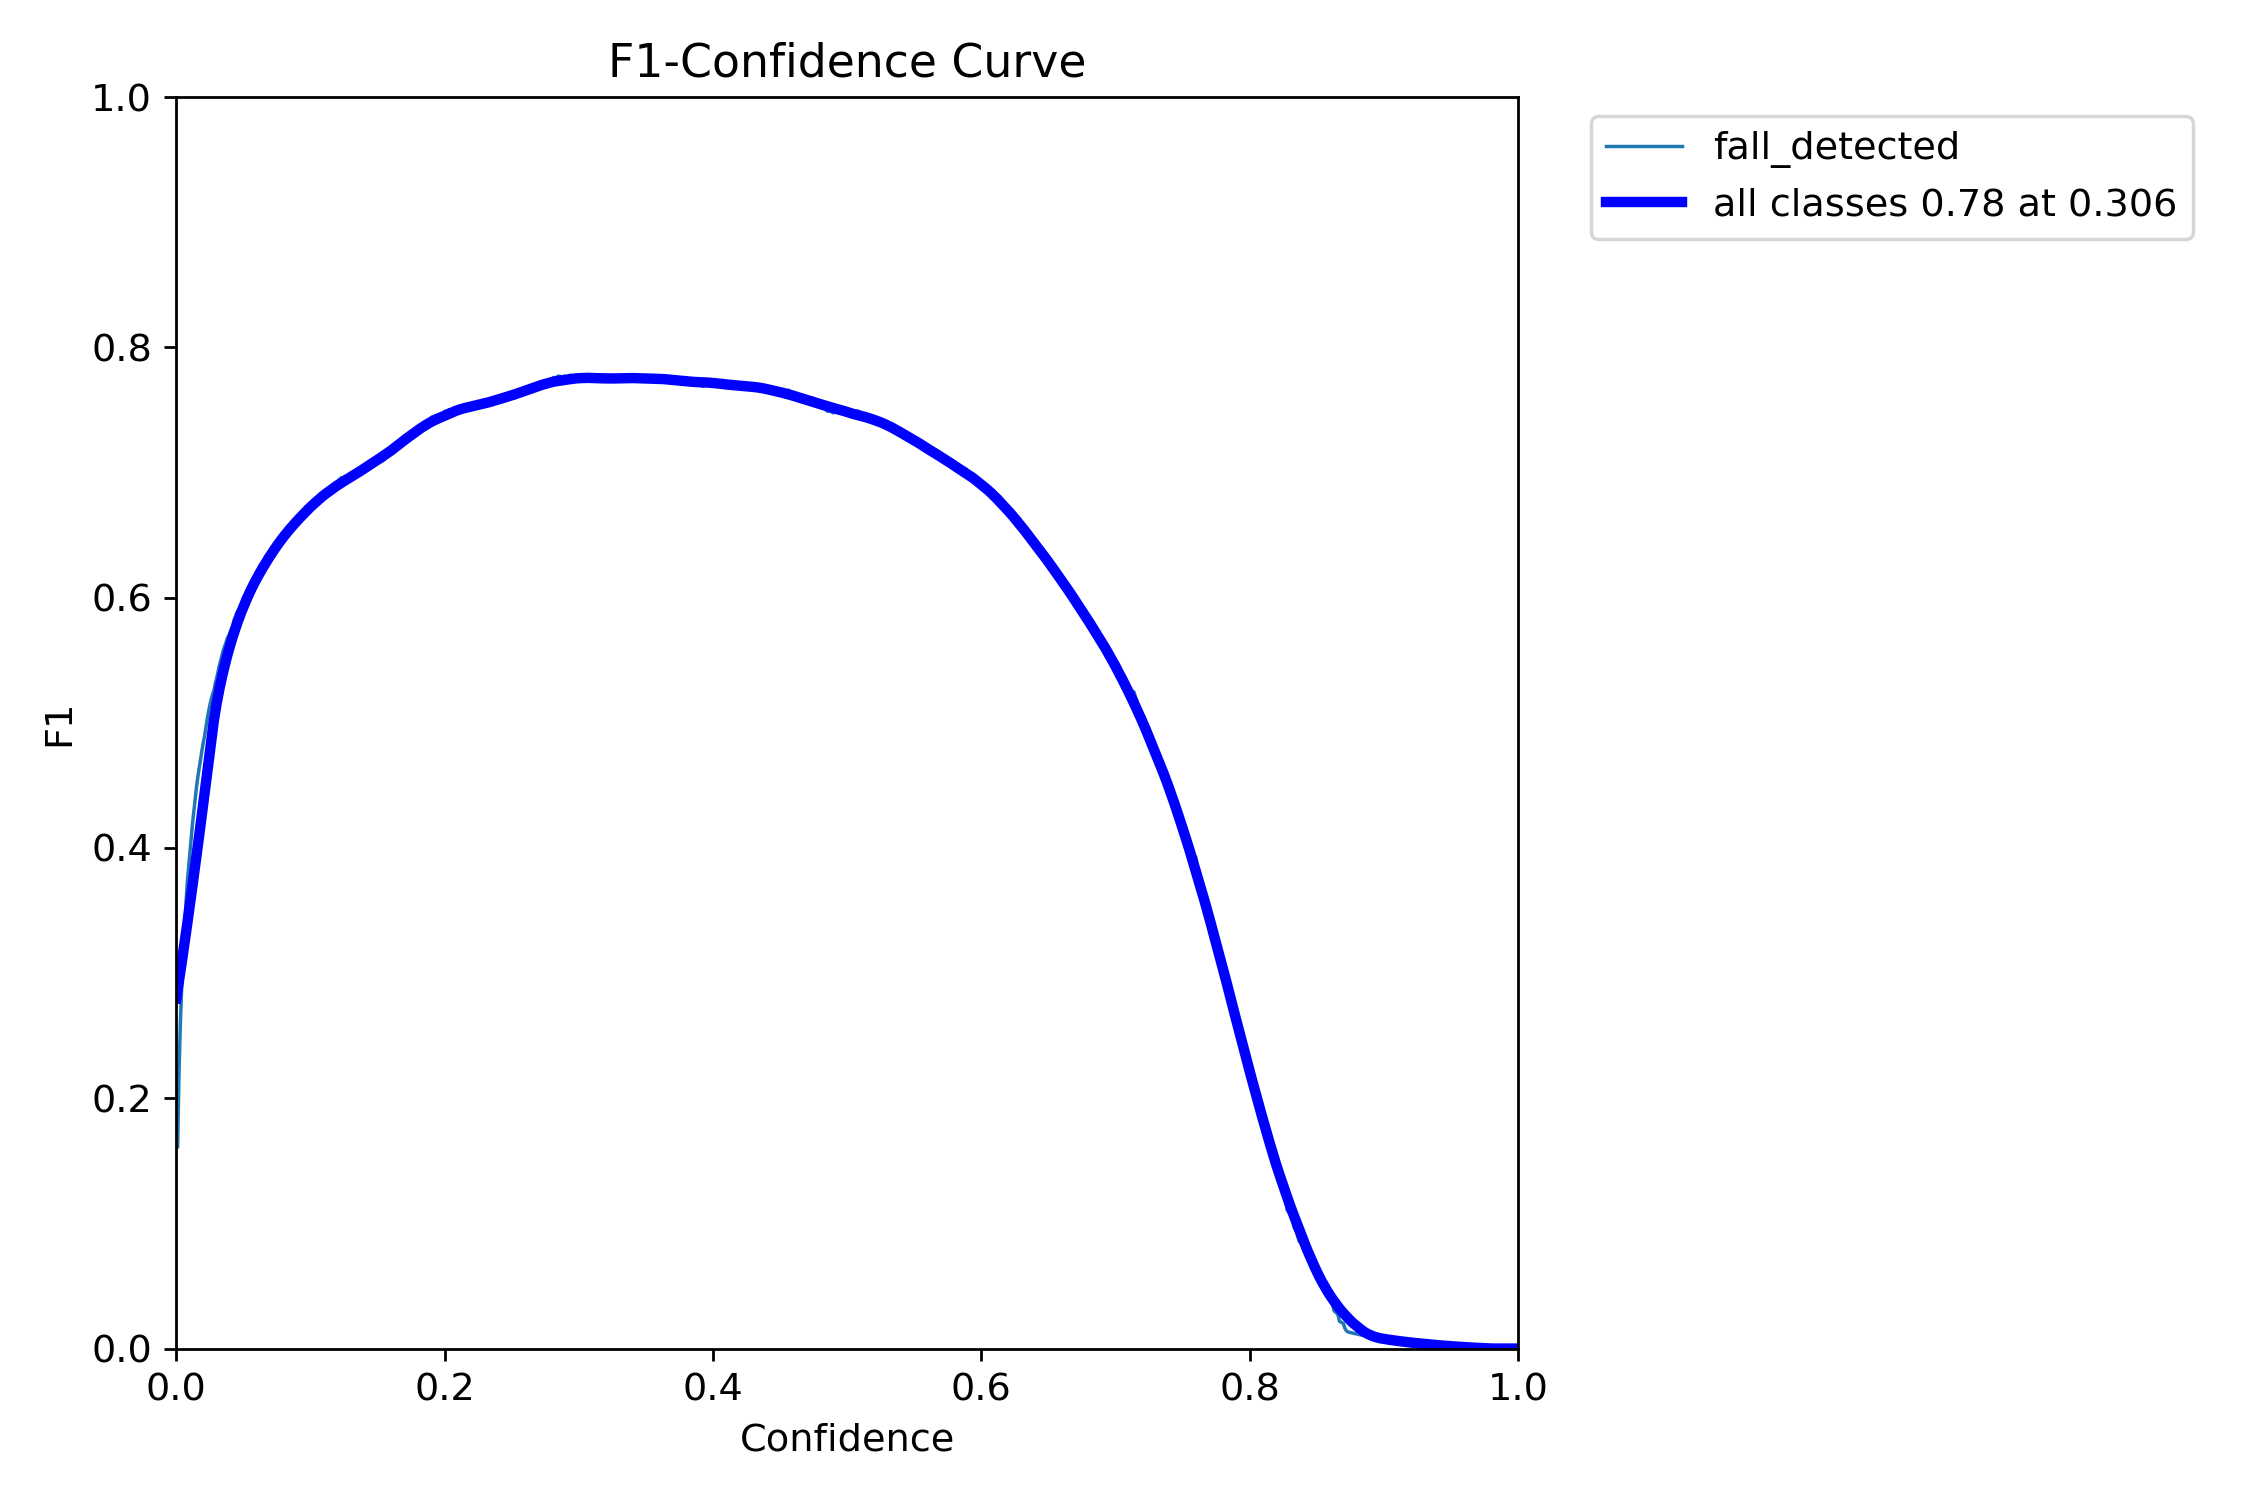 F1-Confidence Curve
1.0
0.8
0.6
0.4
0.2
0.0
F1
0.0 0.2 0.4 0.6 0.8 1.0
Confidence
fall_detected
all classes 0.78 at 0.306